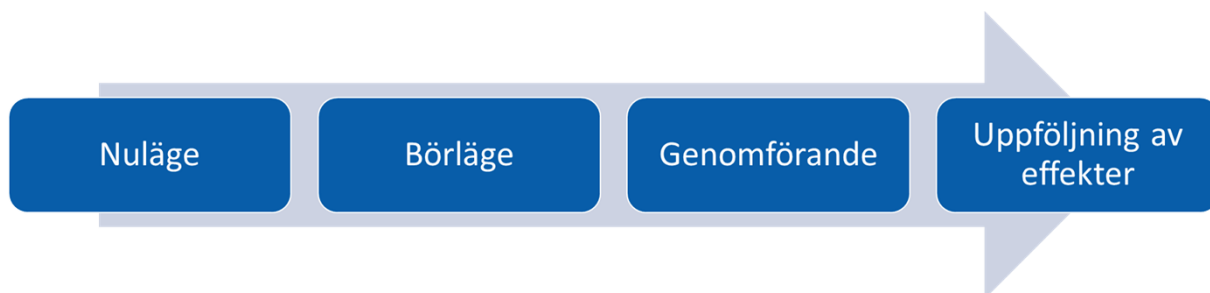 Nuläge
Börläge
Genomförande
Uppföljning av
effekter